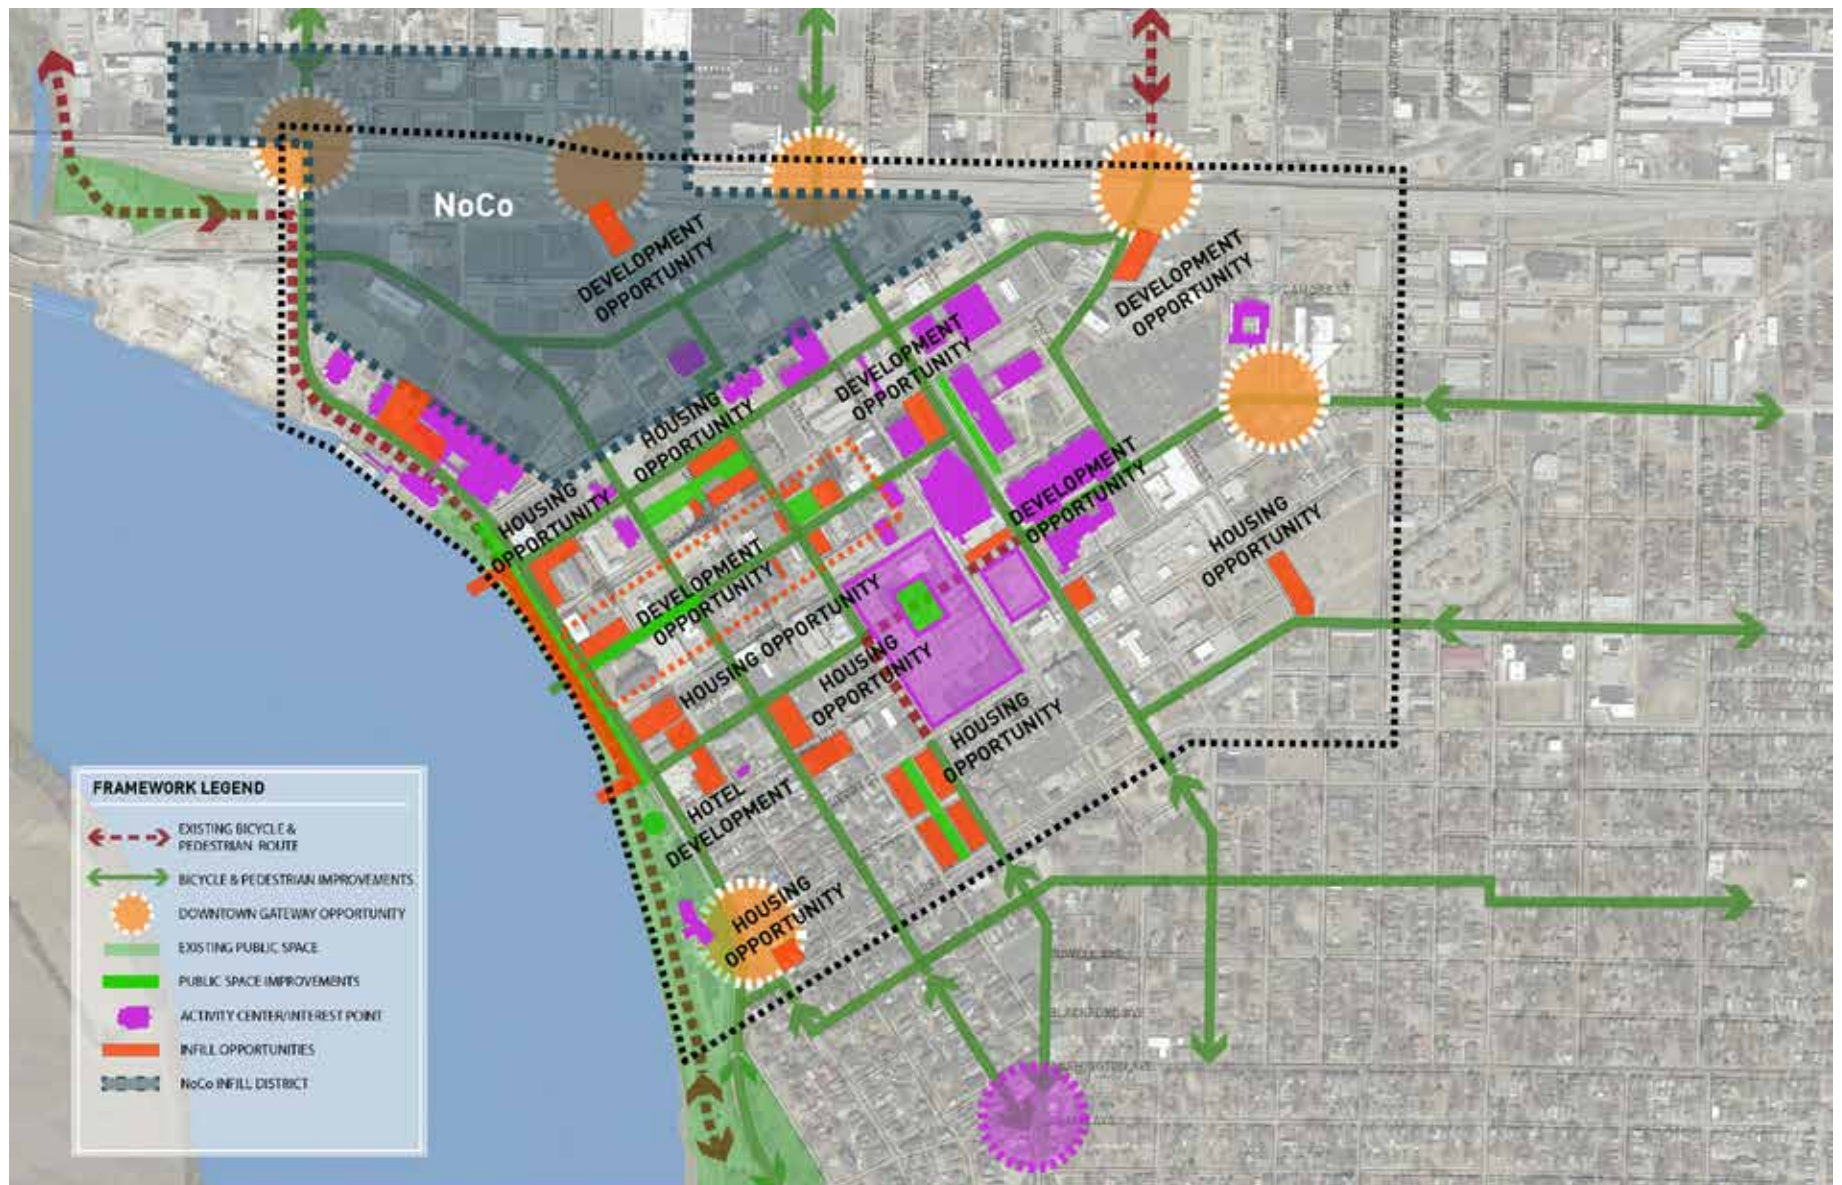 NoCo
DEVELOPMENT
OPPORTUNITY
DEVELOPMENT
OPPORTUNITY
DEVELOPMENT
OPPORTUNITY
HOUSING
OPPORTUNITY
HOUSING
OPPORTUNITY
DEVELOPMENT
OPPORTUNITY
HOUSING
OPPORTUNITY
DEVELOPMENT
OPPORTUNITY
HOUSING OPPORTUNITY
HOUSING
OPPORTUNITY
HOUSING
OPPORTUNITY
HOTEL
DEVELOPMENT
HOUSING
OPPORTUNITY
FRAMEWORK LEGEND
EXISTING BICYCLE &
PEDESTRIAN ROUTE
BICYCLE & PEDESTRIAN IMPROVEMENTS
DOWNTOWN GATEWAY OPPORTUNITY
EXISTING PUBLIC SPACE
PUBLIC SPACE IMPROVEMENTS
ACTIVITY CENTER/INTEREST POINT
INFILL OPPORTUNITIES
NoCo INFILL DISTRICT